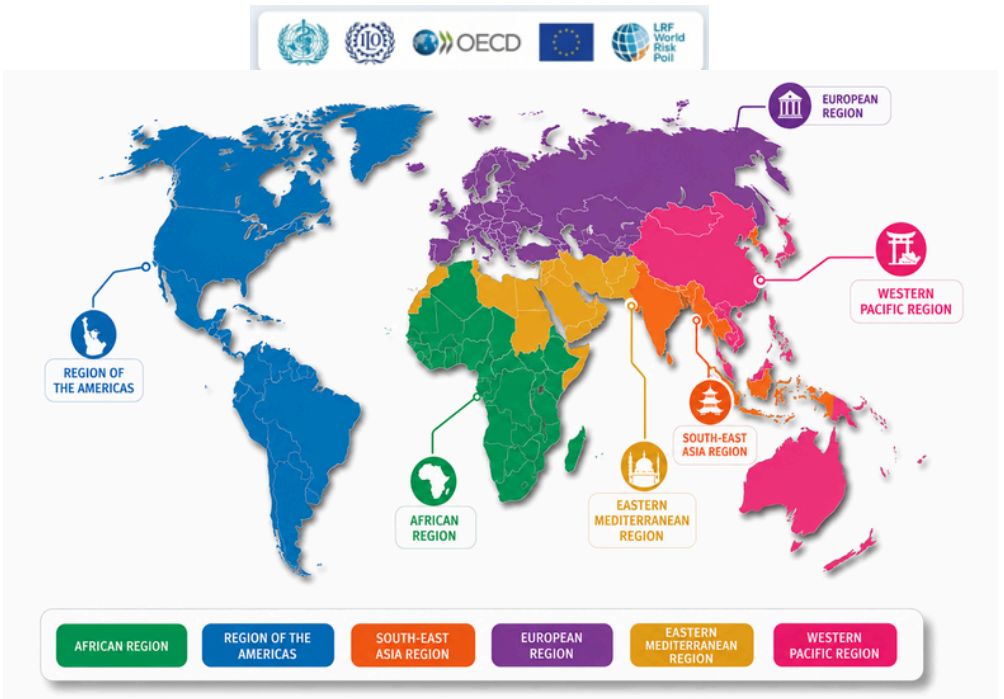 ILO
OECD
LRF
World
Risk
Poll
EUROPEAN
REGION
WESTERN
PACIFIC REGION
REGION OF
THE AMERICAS
SOUTH-EAST
ASIA REGION
AFRICAN
REGION
EASTERN
MEDITERRANEAN
REGION
AFRICAN REGION
REGION OF THE
AMERICAS
SOUTH-EAST
ASIA REGION
EUROPEAN
REGION
EASTERN
MEDITERRANEAN
REGION
WESTERN
PACIFIC REGION